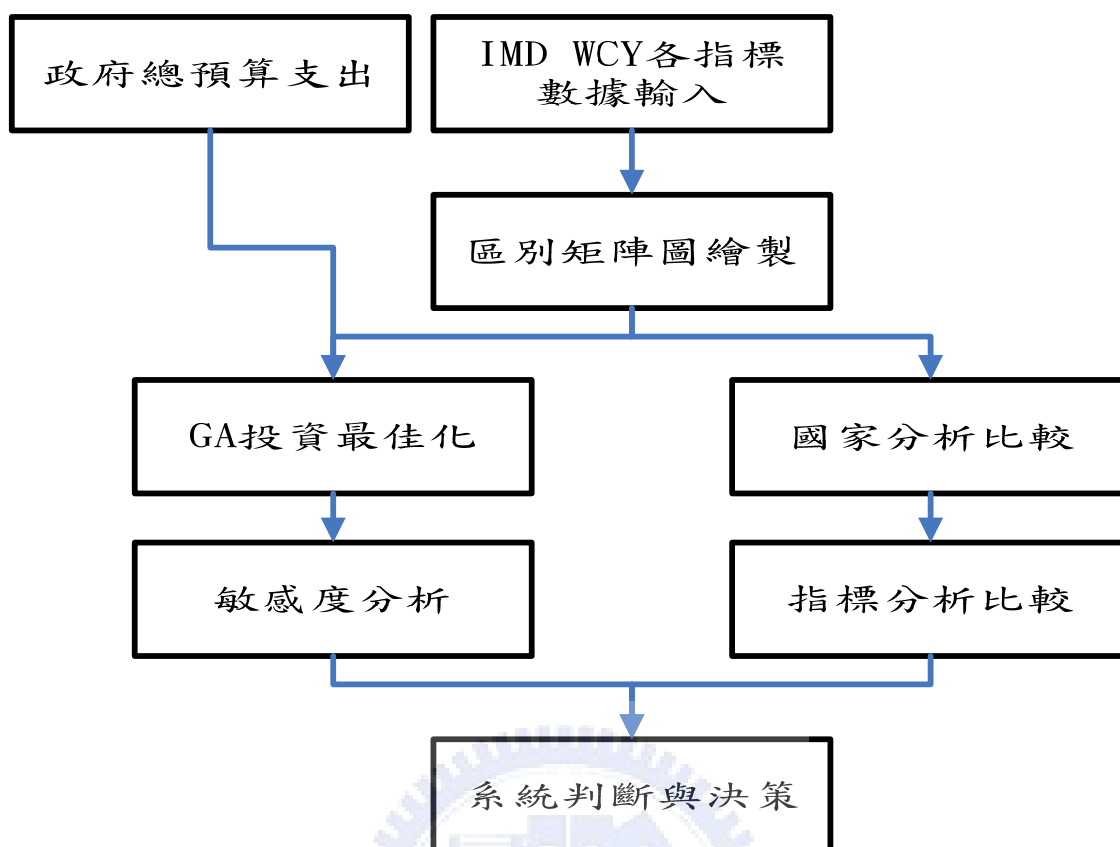 政府總預算支出
IMD WCY各指標
數據輸入
區別矩陣圖繪製
GA投資最佳化
國家分析比較
敏感度分析
指標分析比較
系統判斷與決策